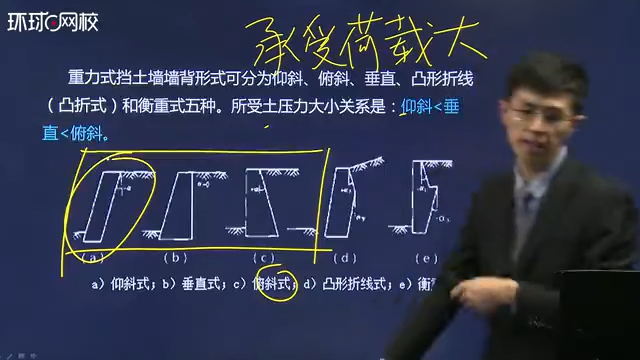 环球网校
承受荷载大
重力式挡土墙墙背形式可分为仰斜、俯斜、垂直、凸形折线
（凸折式）和衡重式五种。所受土压力大小关系是：仰斜<垂
直<俯斜。
(a) (b) (c) (d) (e)
a）仰斜式；b）垂直式；c）俯斜式；d）凸形折线式；e）衡